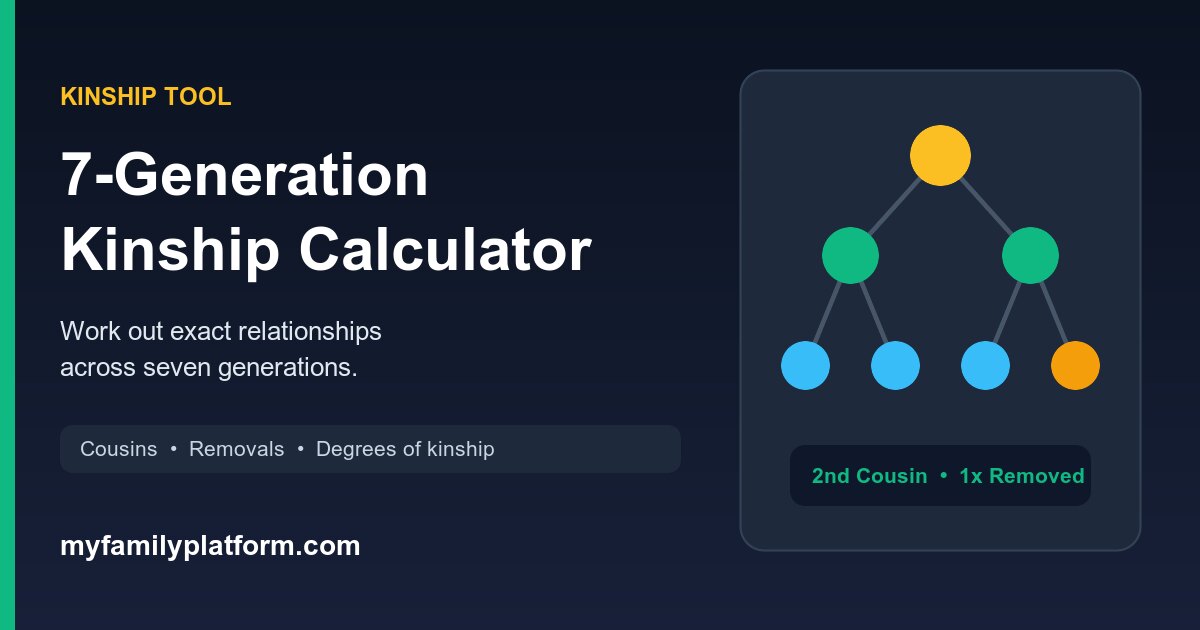 KINSHIP TOOL
7-Generation
Kinship Calculator
Work out exact relationships
across seven generations.
Cousins • Removals • Degrees of kinship
myfamilyplatform.com
2nd Cousin • 1x Removed